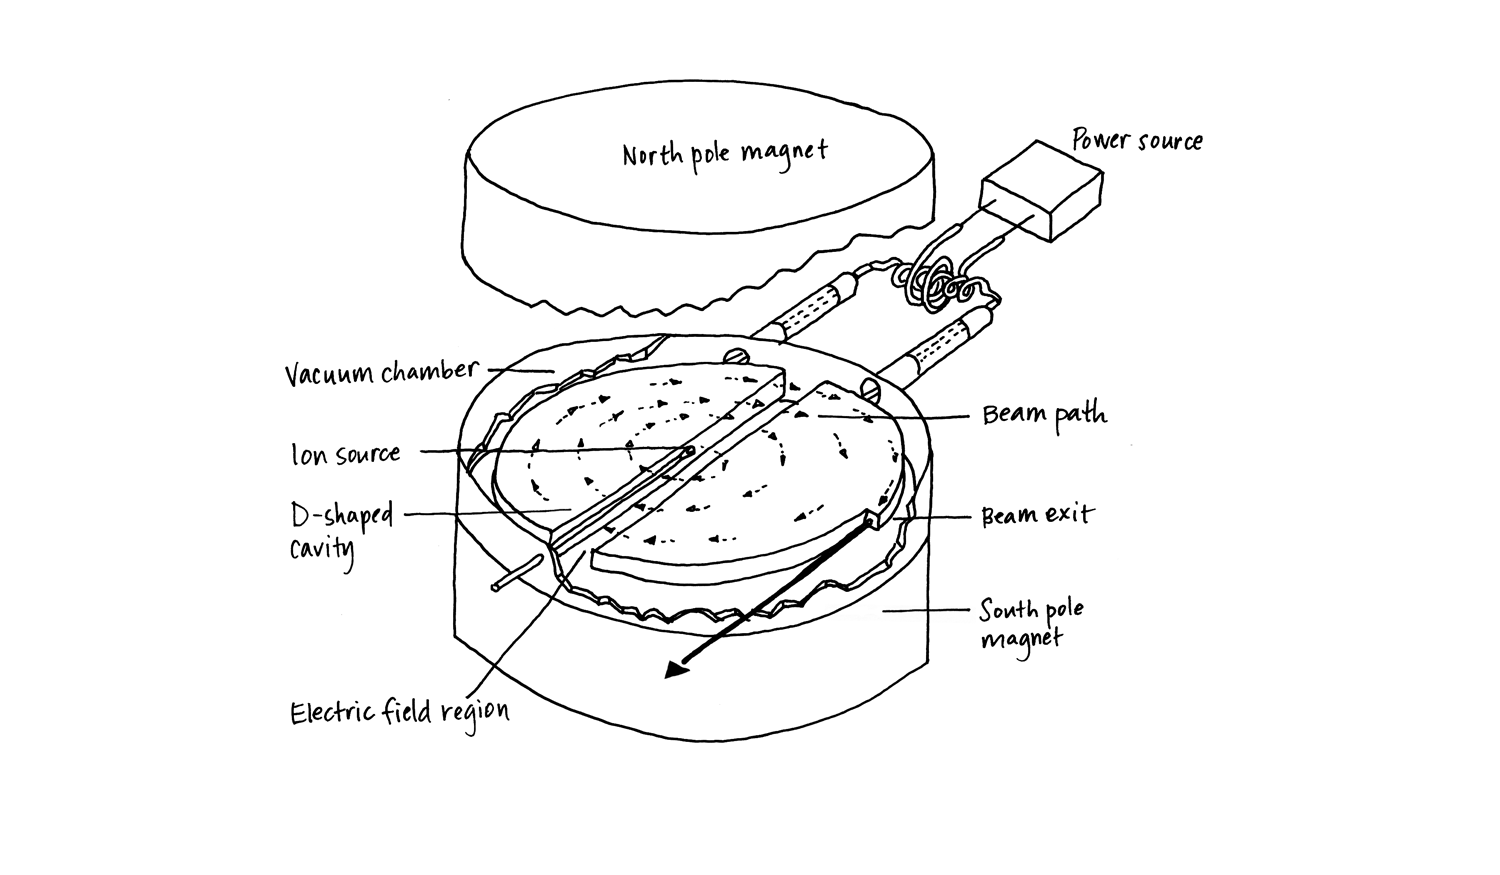 North pole magnet
Power source
Vacuum chamber
Beam path
Ion source
D-shaped
cavity
Beam exit
South pole
magnet
Electric field region